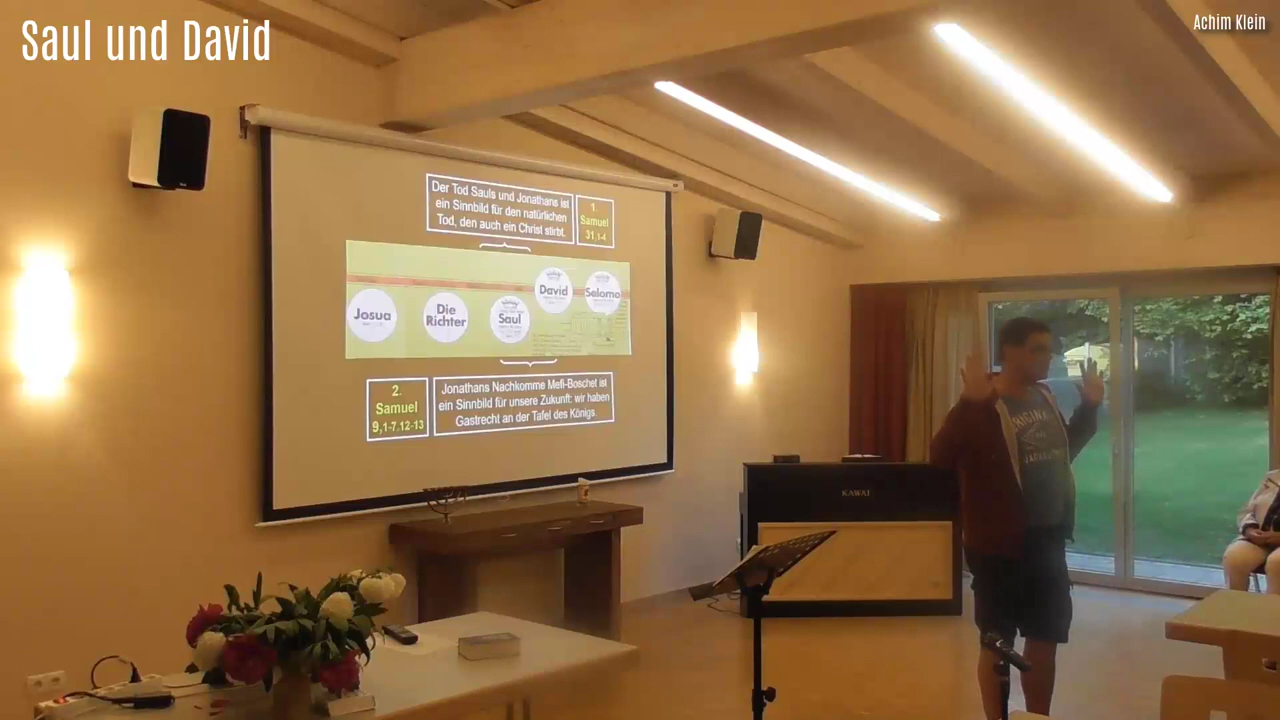 Saul und David
Achim Klein
Der Tod Sauls und Jonathans ist
ein Sinnbild für den natürlichen
Tod, den auch ein Christ stirbt.
1.
Samuel
31,1-4
Josua
Die
Richter
Saul
David
Salomo
2.
Samuel
9,1-7.12-13
Jonathans Nachkomme Mefi-Boschet ist
ein Sinnbild für unsere Zukunft: wir haben
Gastrecht an der Tafel des Königs.
KAWAI
ORIGINAL